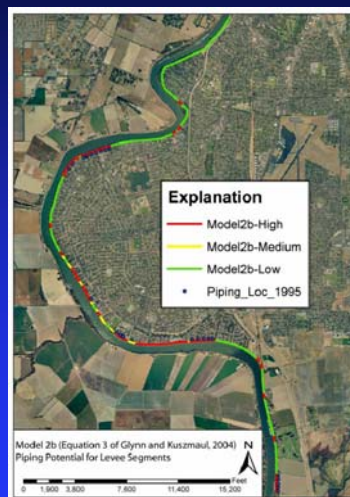 Explanation
Model2b-High
Model2b-Medium
Model2b-Low
Piping_Loc_1995
Model 2b (Equation 3 of Glynn and Kuszmaul, 2004)
Piping Potential for Levee Segments
N
Feet
0 1,900 3,800 7,600 11,400 15,200